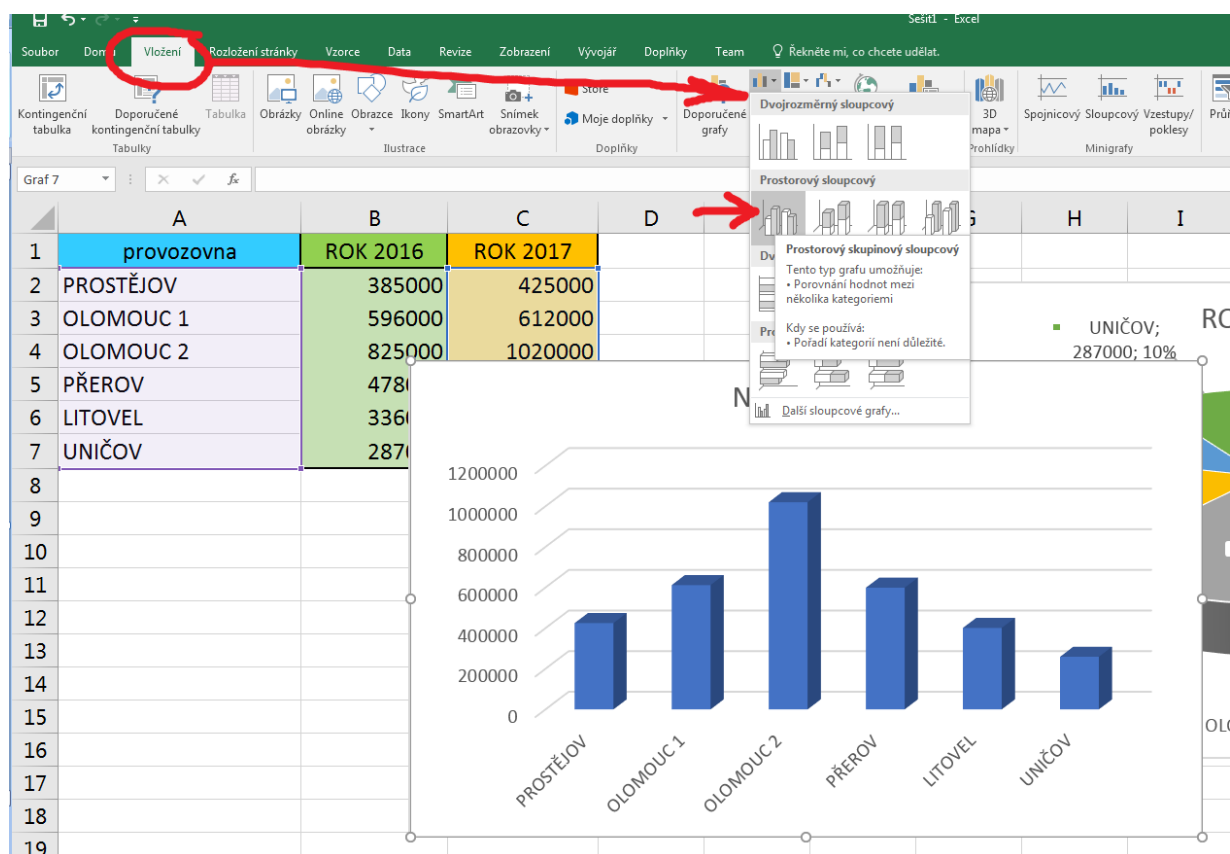 Sešit1 - Excel
Soubor Vložení Rozložení stránky Vzorce Data Revize Zobrazení Vývojář Doplňky Team Řekněte mi, co chcete udělat.
Kontingenční tabulka
Doporučené kontingenční tabulky
Tabulka
Tabulky
Obrázky
Online obrázky
Obrazce
Ikony
SmartArt
Snímek obrazovky
Ilustrace
Store
Moje doplňky
Doplňky
Doporučené grafy
3D mapa
Prohlídky
Spojnicový
Sloupcový
Vzestupy/ poklesy
Minigrafy
Dvojrozměrný sloupcový
Prostorový sloupcový
Prostorový skupinový sloupcový
Tento typ grafu umožňuje:
• Porovnání hodnot mezi
několika kategoriemi
Kdy se používá:
• Pořadí kategorií není důležité.
Další sloupcové grafy...
Graf 7 fx
A B C D H I
1 provozovna ROK 2016 ROK 2017
2 PROSTĚJOV 385000 425000
3 OLOMOUC 1 596000 612000
4 OLOMOUC 2 825000 1020000
5 PŘEROV
6 LITOVEL
7 UNIČOV
8
9
10
11
12
13
14
15
16
17
18
19
UNIČOV;
287000; 10%
1200000
1000000
800000
600000
400000
200000
0
PROSTĚJOV
OLOMOUC 1
OLOMOUC 2
PŘEROV
LITOVEL
UNIČOV